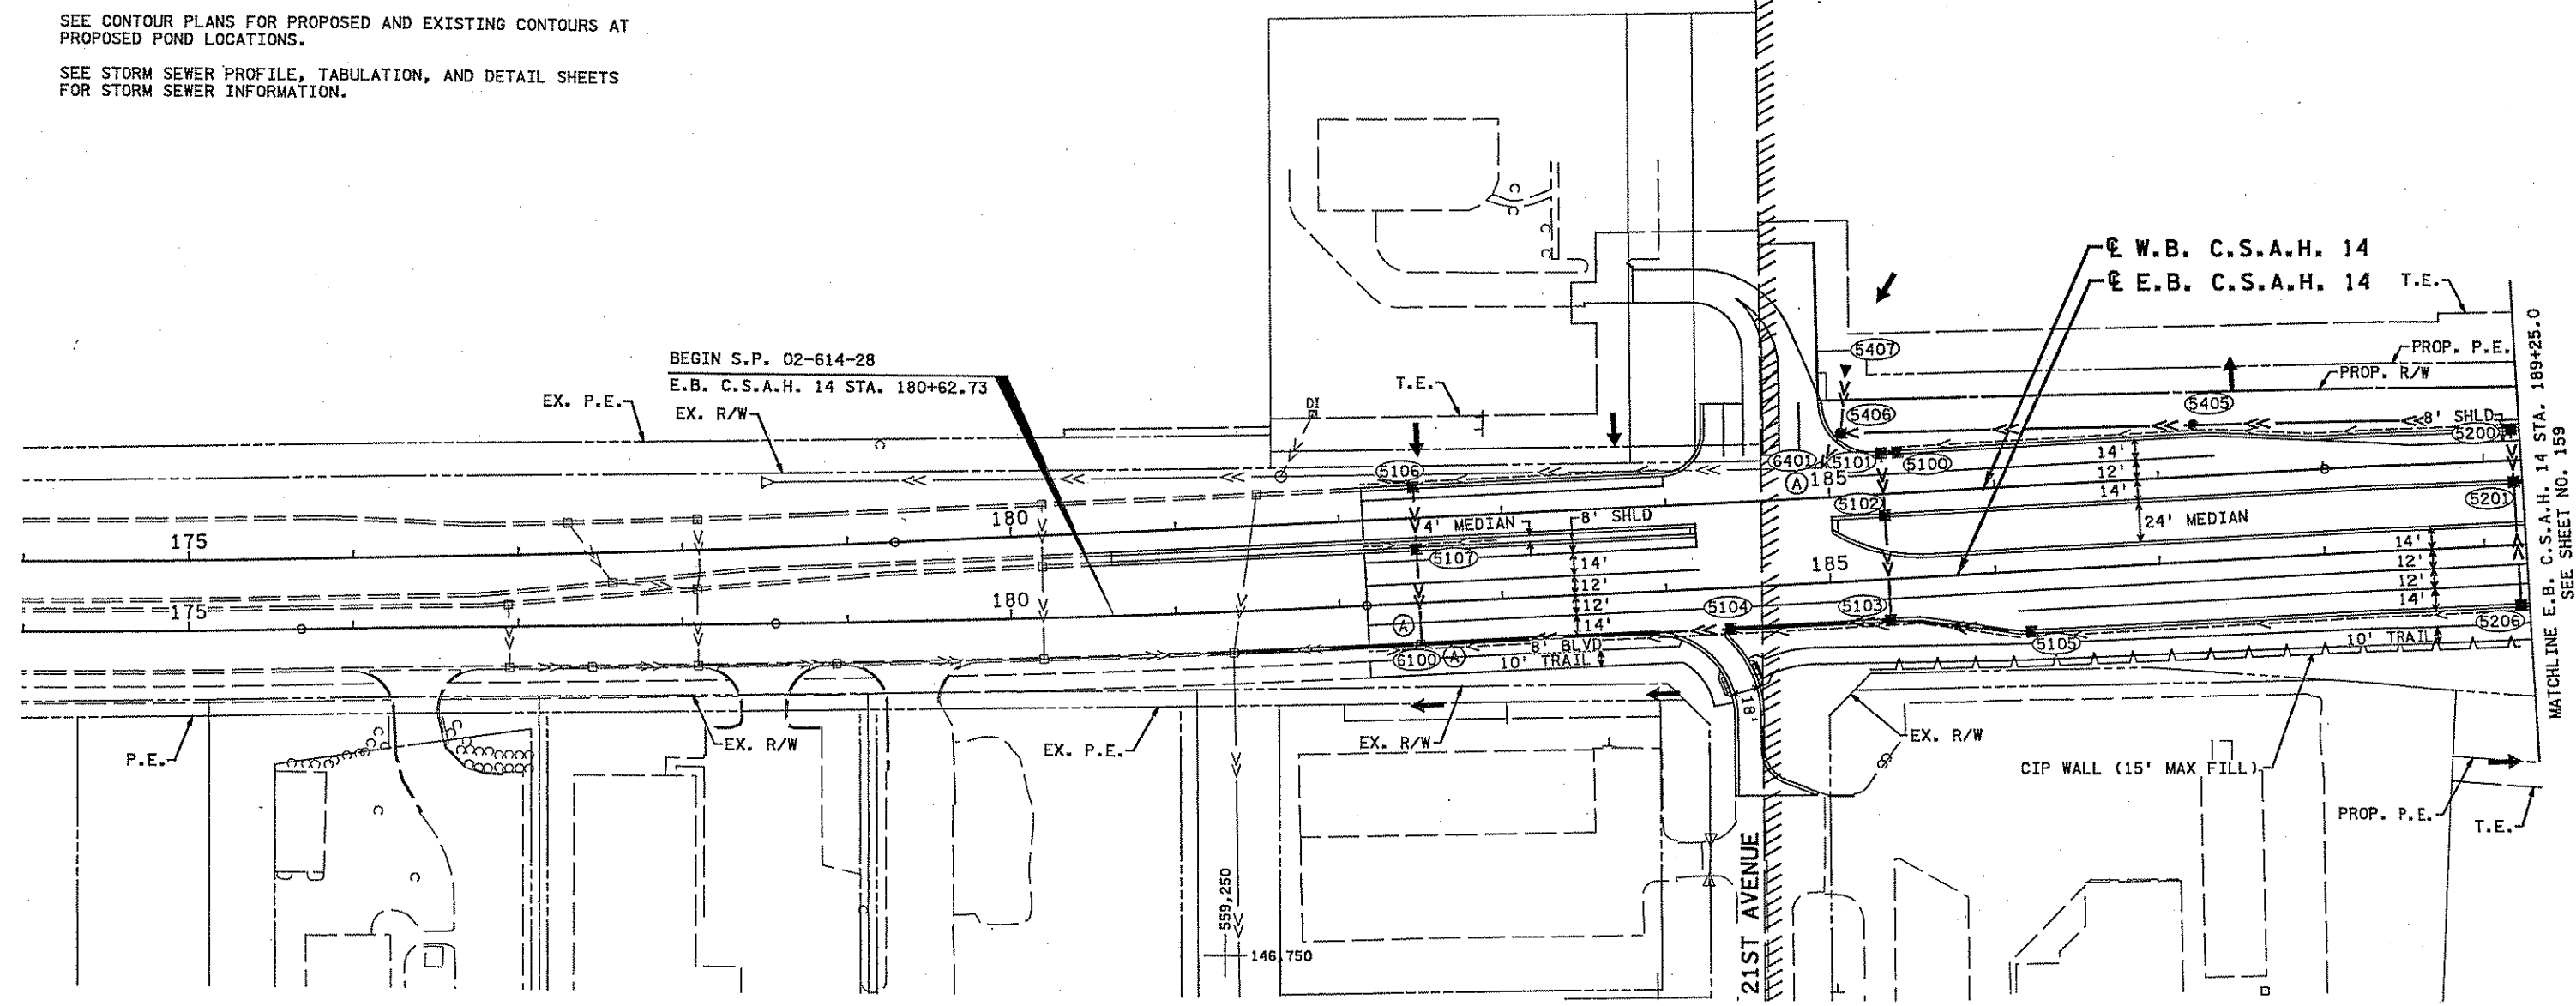 SEE CONTOUR PLANS FOR PROPOSED AND EXISTING CONTOURS AT
PROPOSED POND LOCATIONS.
SEE STORM SEWER PROFILE, TABULATION, AND DETAIL SHEETS
FOR STORM SEWER INFORMATION.
℄ W.B. C.S.A.H. 14
℄ E.B. C.S.A.H. 14
T.E.
BEGIN S.P. 02-614-28
E.B. C.S.A.H. 14 STA. 180+62.73
EX. P.E.
EX. R/W
T.E.
DI
5407
PROP. P.E.
PROP. R/W
5406
5405
8' SHLD
5200
5106
6401
5101
5100
A
185
14'
12'
14'
5102
5201
24' MEDIAN
175
180
4' MEDIAN
8' SHLD
5107
14'
12'
12'
14'
185
14'
12'
12'
14'
175
180
5104
5103
A
6100
A
8' BLVD
10' TRAIL
5105
5206
10' TRAIL
MATCHLINE E.B. C.S.A.H. 14 STA. 189+25.0
SEE SHEET NO. 159
18'
P.E.
EX. R/W
EX. P.E.
EX. R/W
EX. R/W
CIP WALL (15' MAX FILL)
PROP. P.E.
T.E.
559,250
146,750
21ST AVENUE